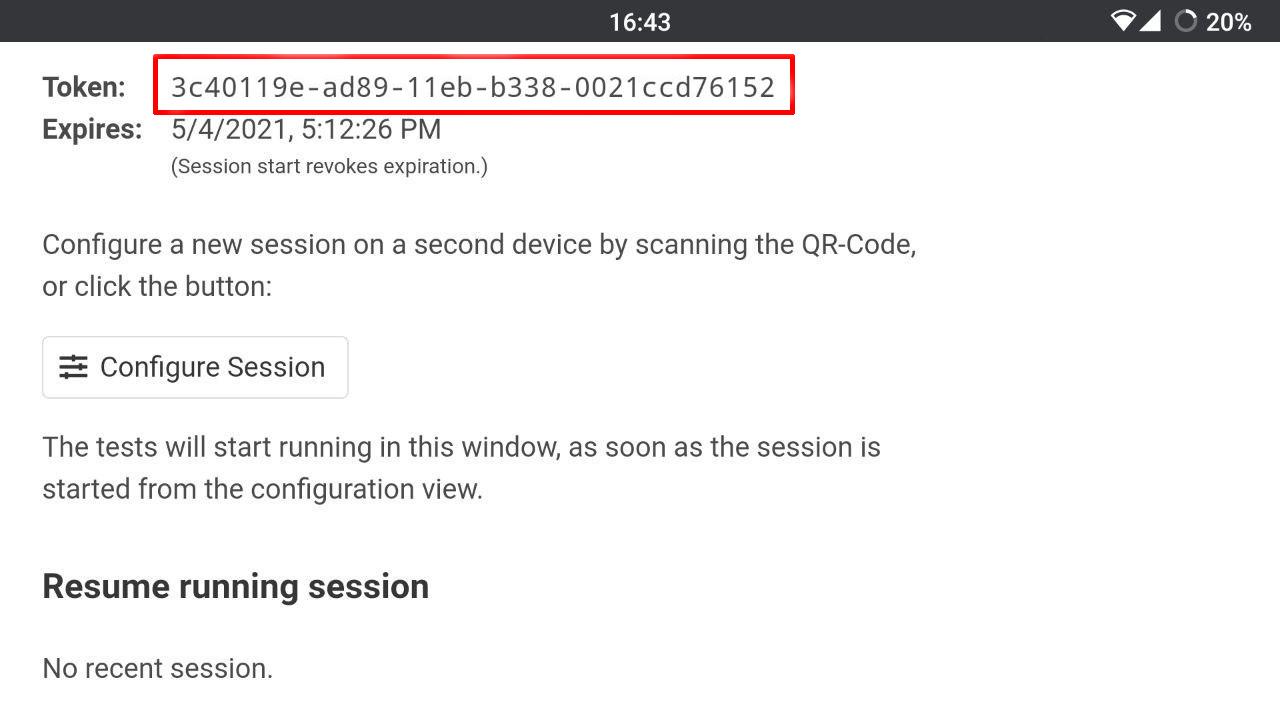 16:43
20%
Token: 3c40119e-ad89-11eb-b338-0021ccd76152
Expires: 5/4/2021, 5:12:26 PM
(Session start revokes expiration.)
Configure a new session on a second device by scanning the QR-Code,
or click the button:
Configure Session
The tests will start running in this window, as soon as the session is
started from the configuration view.
Resume running session
No recent session.